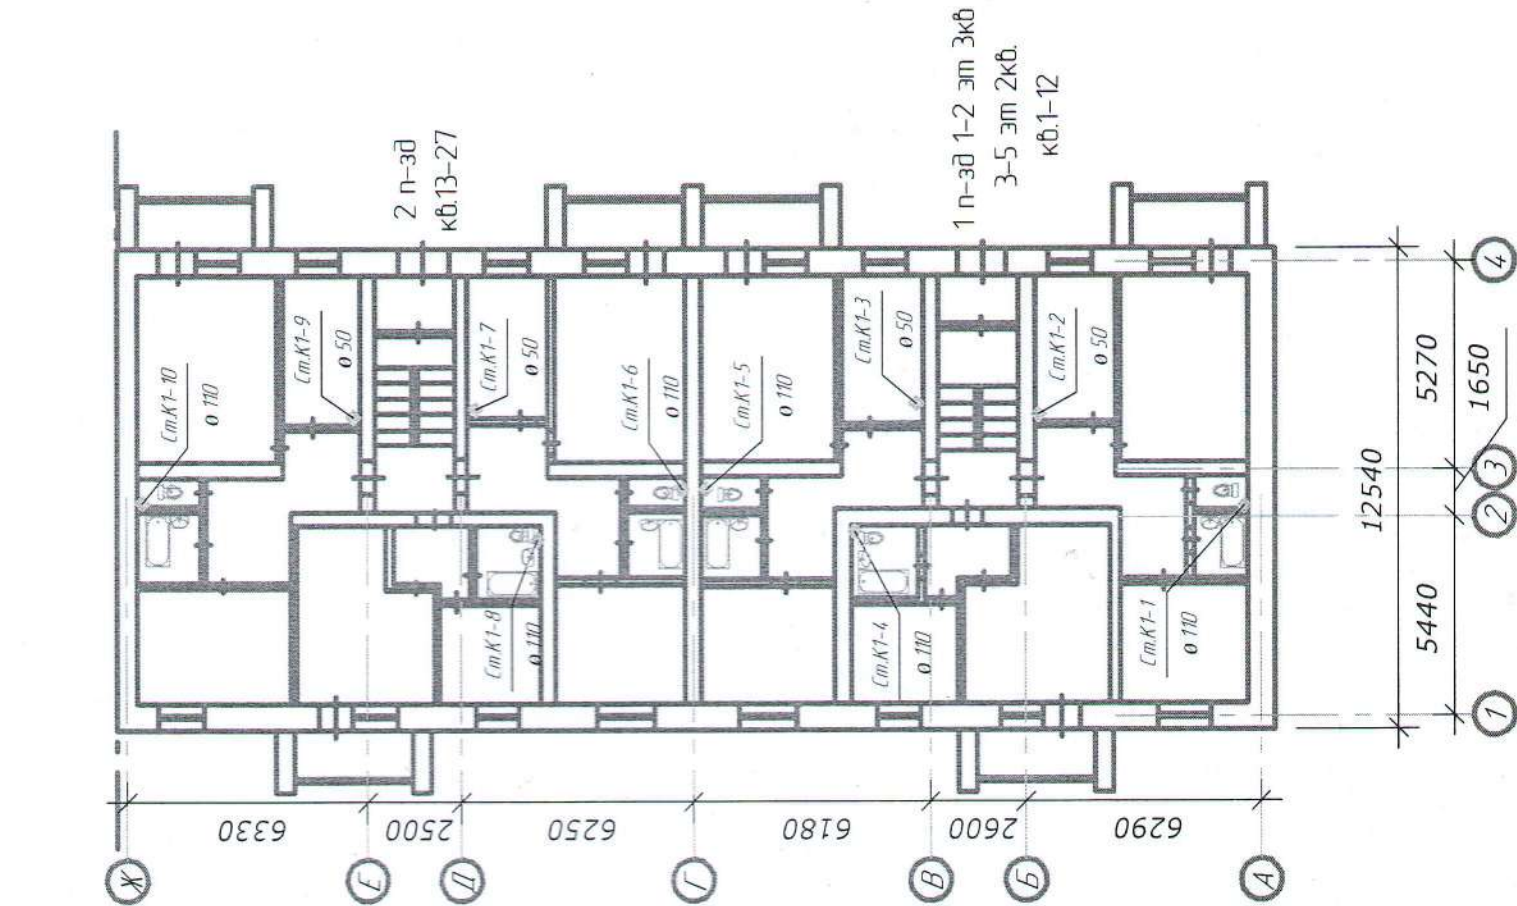 2 п-зд
кв.13-27
1 п-зд 1-2 эт 3кв
3-5 эт 2кв.
кв.1-12
Ст.К1-10
ø 110
Ст.К1-9
ø 50
Ст.К1-7
ø 50
Ст.К1-6
ø 110
Ст.К1-5
ø 110
Ст.К1-3
ø 50
Ст.К1-2
ø 50
Ст.К1-8
ø 110
Ст.К1-4
ø 110
Ст.К1-1
ø 110
6330
2500
6250
6180
2600
6290
Ж
Е
Д
Г
В
Б
А
5270
1650
12540
5440
4
3
2
1